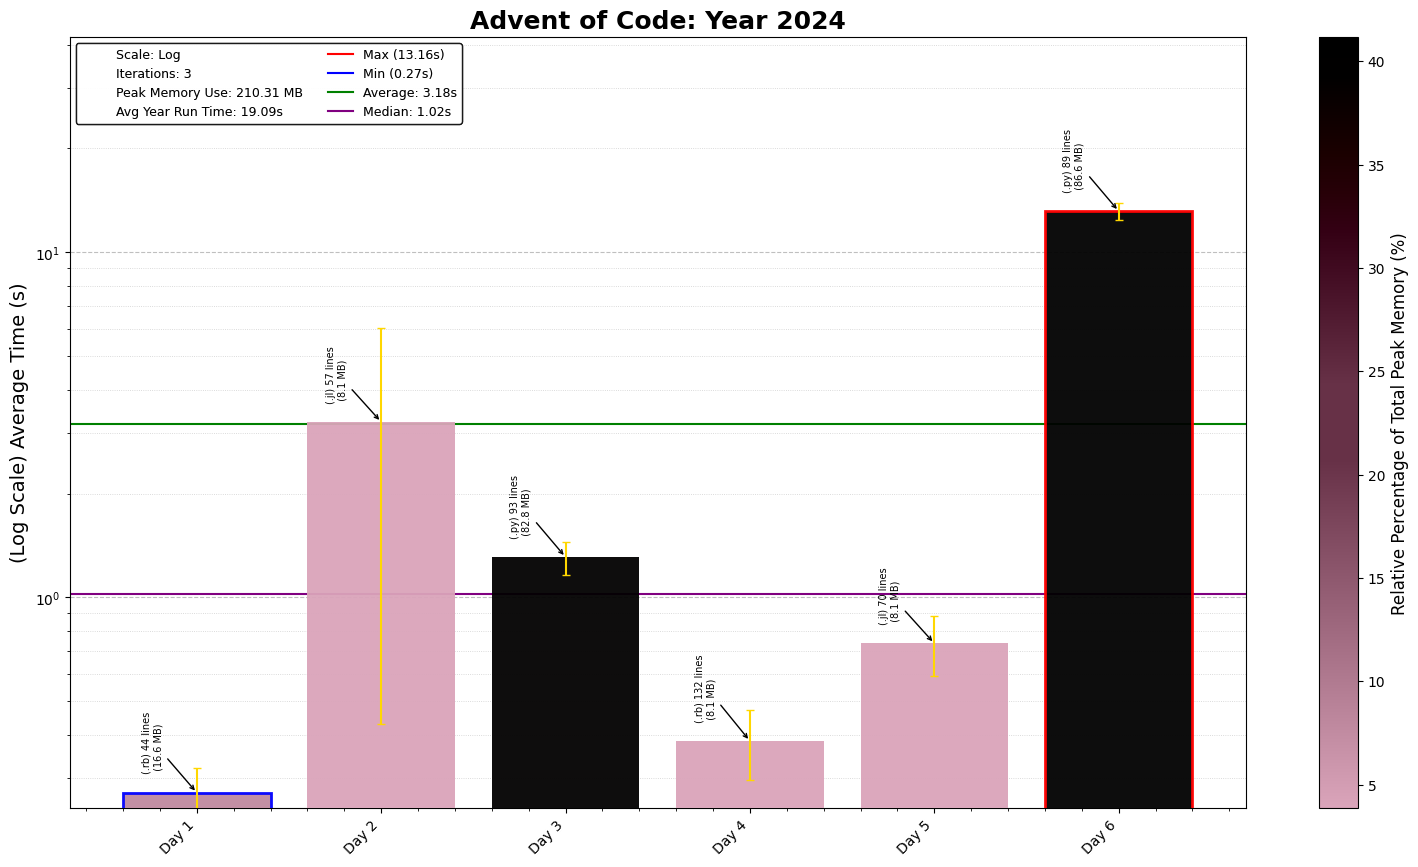 Advent of Code: Year 2024
Scale: Log
Iterations: 3
Peak Memory Use: 210.31 MB
Avg Year Run Time: 19.09s
Max (13.16s)
Min (0.27s)
Average: 3.18s
Median: 1.02s
(Log Scale) Average Time (s)
10^1
10^0
(.rb) 44 lines
(16.6 MB)
(.jl) 57 lines
(8.1 MB)
(.py) 93 lines
(82.8 MB)
(.rb) 132 lines
(8.1 MB)
(.jl) 70 lines
(8.1 MB)
(.py) 89 lines
(86.6 MB)
Day 1
Day 2
Day 3
Day 4
Day 5
Day 6
40
35
30
25
20
15
10
5
Relative Percentage of Total Peak Memory (%)